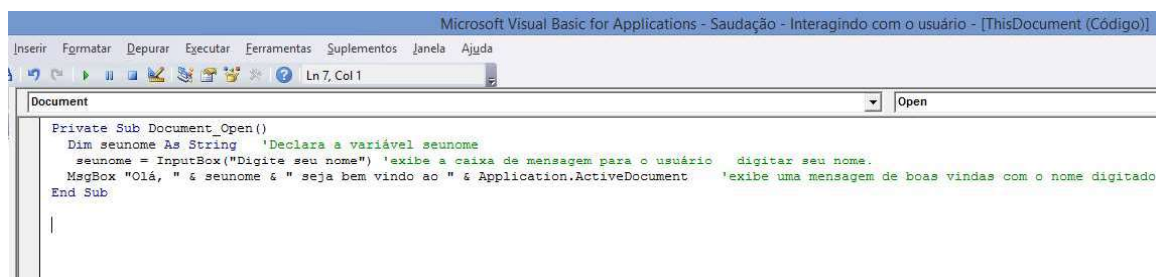 Microsoft Visual Basic for Applications - Saudação - Interagindo com o usuário - [ThisDocument (Código)]
Inserir Formatar Depurar Executar Ferramentas Suplementos Janela Ajuda
Ln 7, Col 1
Document Open
Private Sub Document_Open()
Dim seunome As String 'Declara a variável seunome
seunome = InputBox("Digite seu nome") 'exibe a caixa de mensagem para o usuário digitar seu nome.
MsgBox "Olá, " & seunome & " seja bem vindo ao " & Application.ActiveDocument 'exibe uma mensagem de boas vindas com o nome digitado
End Sub